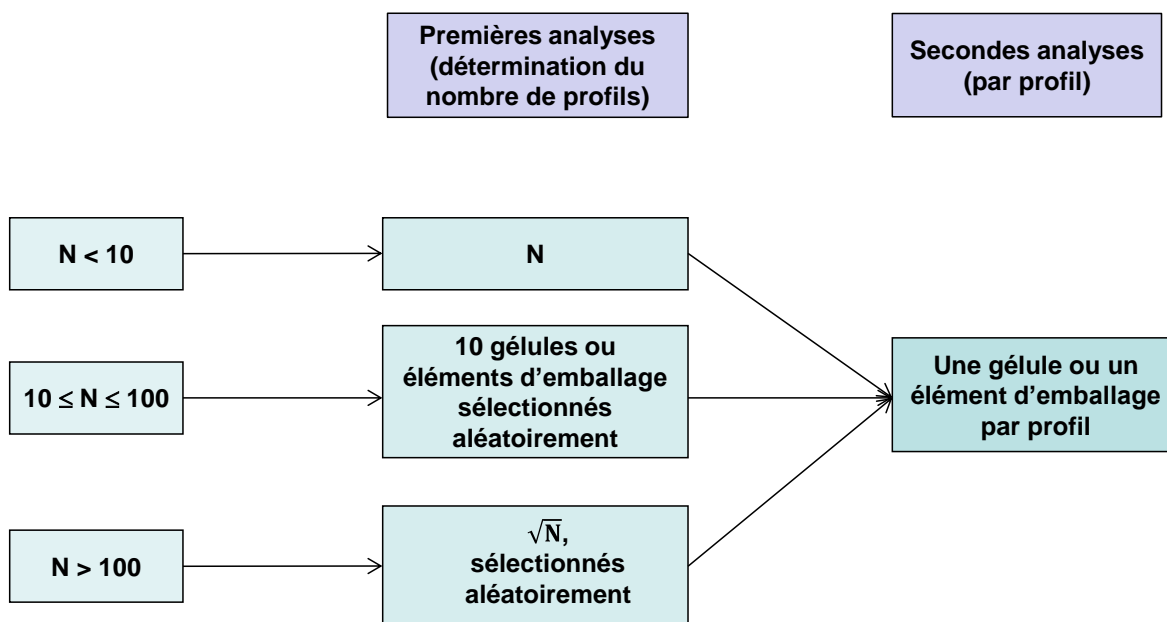 Premières analyses
(détermination du
nombre de profils)
Secondes analyses
(par profil)
N < 10
N
10 ≤ N ≤ 100
10 gélules ou
éléments d’emballage
sélectionnés
aléatoirement
Une gélule ou un
élément d’emballage
par profil
N > 100
√N,
sélectionnés
aléatoirement